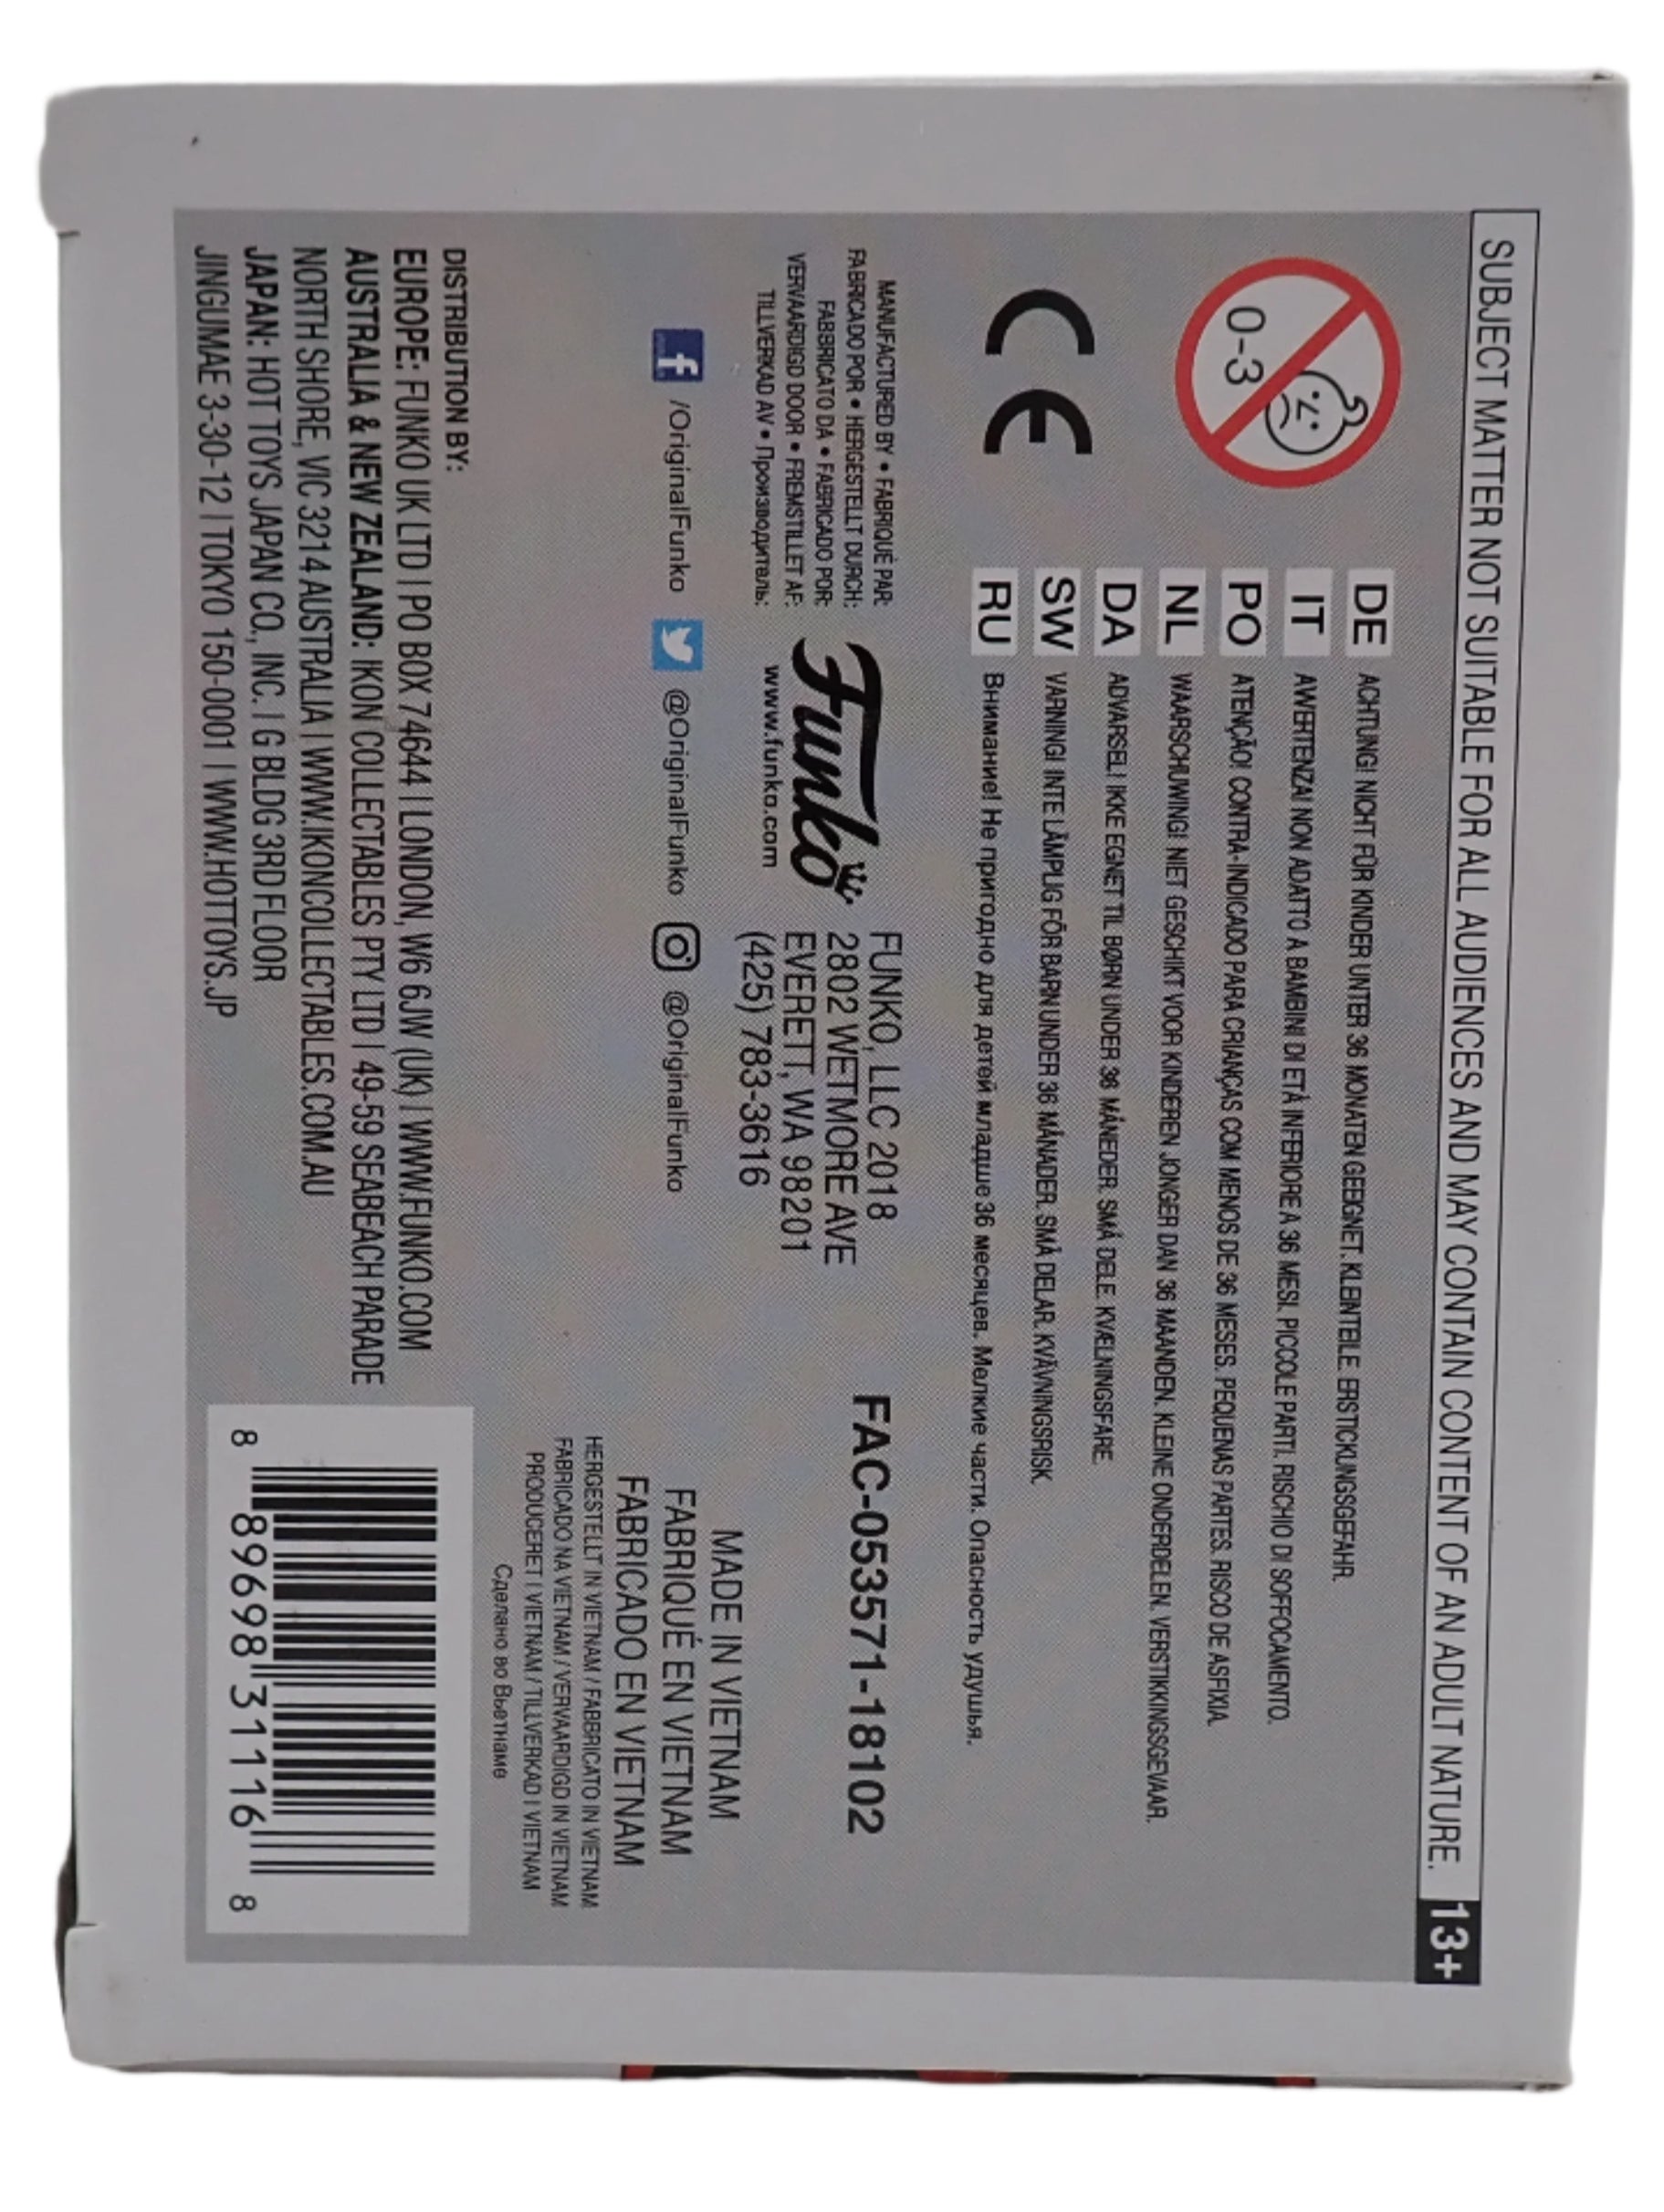 SUBJECT MATTER NOT SUITABLE FOR ALL AUDIENCES AND MAY CONTAIN CONTENT OF AN ADULT NATURE. 13+
0-3
DE ACHTUNG! NICHT FÜR KINDER UNTER 36 MONATEN GEEIGNET. KLEINTEILE. ERSTICKUNGSGEFAHR.
IT AVVERTENZA! NON ADATTO A BAMBINI DI ETÀ INFERIORE A 36 MESI. PICCOLE PARTI. RISCHIO DI SOFFOCAMENTO.
PO ATENÇÃO! CONTRA-INDICADO PARA CRIANÇAS COM MENOS DE 36 MESES. PEQUENAS PARTES. RISCO DE ASFIXIA.
NL WAARSCHUWING! NIET GESCHIKT VOOR KINDEREN JONGER DAN 36 MAANDEN. KLEINE ONDERDELEN. VERSTIKKINGSGEVAAR.
DA ADVARSEL! IKKE EGNET TIL BØRN UNDER 36 MÅNEDER. SMÅ DELE. KVÆLNINGSFARE.
SW VARNING! INTE LÄMPLIG FÖR BARN UNDER 36 MÅNADER. SMÅ DELAR. KVÄVNINGSRISK.
RU Внимание! Не пригодно для детей младше 36 месяцев. Мелкие части. Опасность удушья.
CE
MANUFACTURED BY • FABRIQUÉ PAR:
FABRICADO POR • HERGESTELLT DURCH:
FABBRICATO DA • FABRICADO POR:
VERVAARDIGD DOOR • FREMSTILLET AF:
TILLVERKAD AV • Производитель:
Funko
www.funko.com
FUNKO, LLC 2018
2802 WETMORE AVE
EVERETT, WA 98201
(425) 783-3616
FAC-053571-18102
f /OriginalFunko @OriginalFunko @OriginalFunko
MADE IN VIETNAM
FABRIQUÉ EN VIETNAM
FABRICADO EN VIETNAM
HERGESTELLT IN VIETNAM / FABBRICATO IN VIETNAM
FABRICADO NA VIETNAM / VERVAARDIGD IN VIETNAM
PRODUCERET I VIETNAM / TILLVERKAD I VIETNAM
Сделано во Вьетнаме
DISTRIBUTION BY:
EUROPE: FUNKO UK LTD | PO BOX 74644 | LONDON, W6 6JW (UK) | WWW.FUNKO.COM
AUSTRALIA & NEW ZEALAND: IKON COLLECTABLES PTY LTD | 49-59 SEABEACH PARADE
NORTH SHORE, VIC 3214 AUSTRALIA | WWW.IKONCOLLECTABLES.COM.AU
JAPAN: HOT TOYS JAPAN CO., INC. | G BLDG 3RD FLOOR
JINGUMAE 3-30-12 | TOKYO 150-0001 | WWW.HOTTOYS.JP
8 89698 31116 8